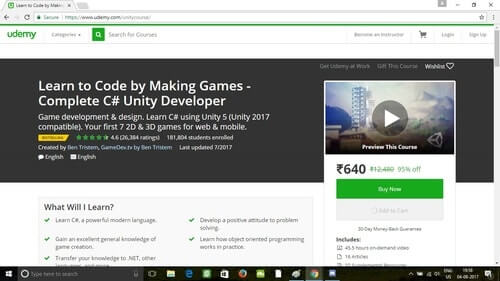 Learn to Code by Making
Secure https://www.udemy.com/unitycourse/
udemy Categories Search for Courses Become an Instructor Login Sign Up
Get Udemy at Work Gift This Course Wishlist
Learn to Code by Making Games -
Complete C# Unity Developer
Game development & design. Learn C# using Unity 5 (Unity 2017
compatible). Your first 7 2D & 3D games for web & mobile.
BESTSELLING 4.6 (26,384 ratings) 181,804 students enrolled
Created by Ben Tristem, GameDev.tv by Ben Tristem Last updated 7/2017
English English
Preview This Course
₹640 ₹12,480 95% off
Buy Now
Add to Cart
30-Day Money-Back Guarantee
Includes:
45.5 hours on-demand video
16 Articles
What Will I Learn?
Learn C#, a powerful modern language.
Develop a positive attitude to problem
solving.
Gain an excellent general knowledge of
game creation.
Learn how object oriented programming
works in practice.
Transfer your knowledge to .NET, other
Type here to search
ENG
US
19:58
04-08-2017